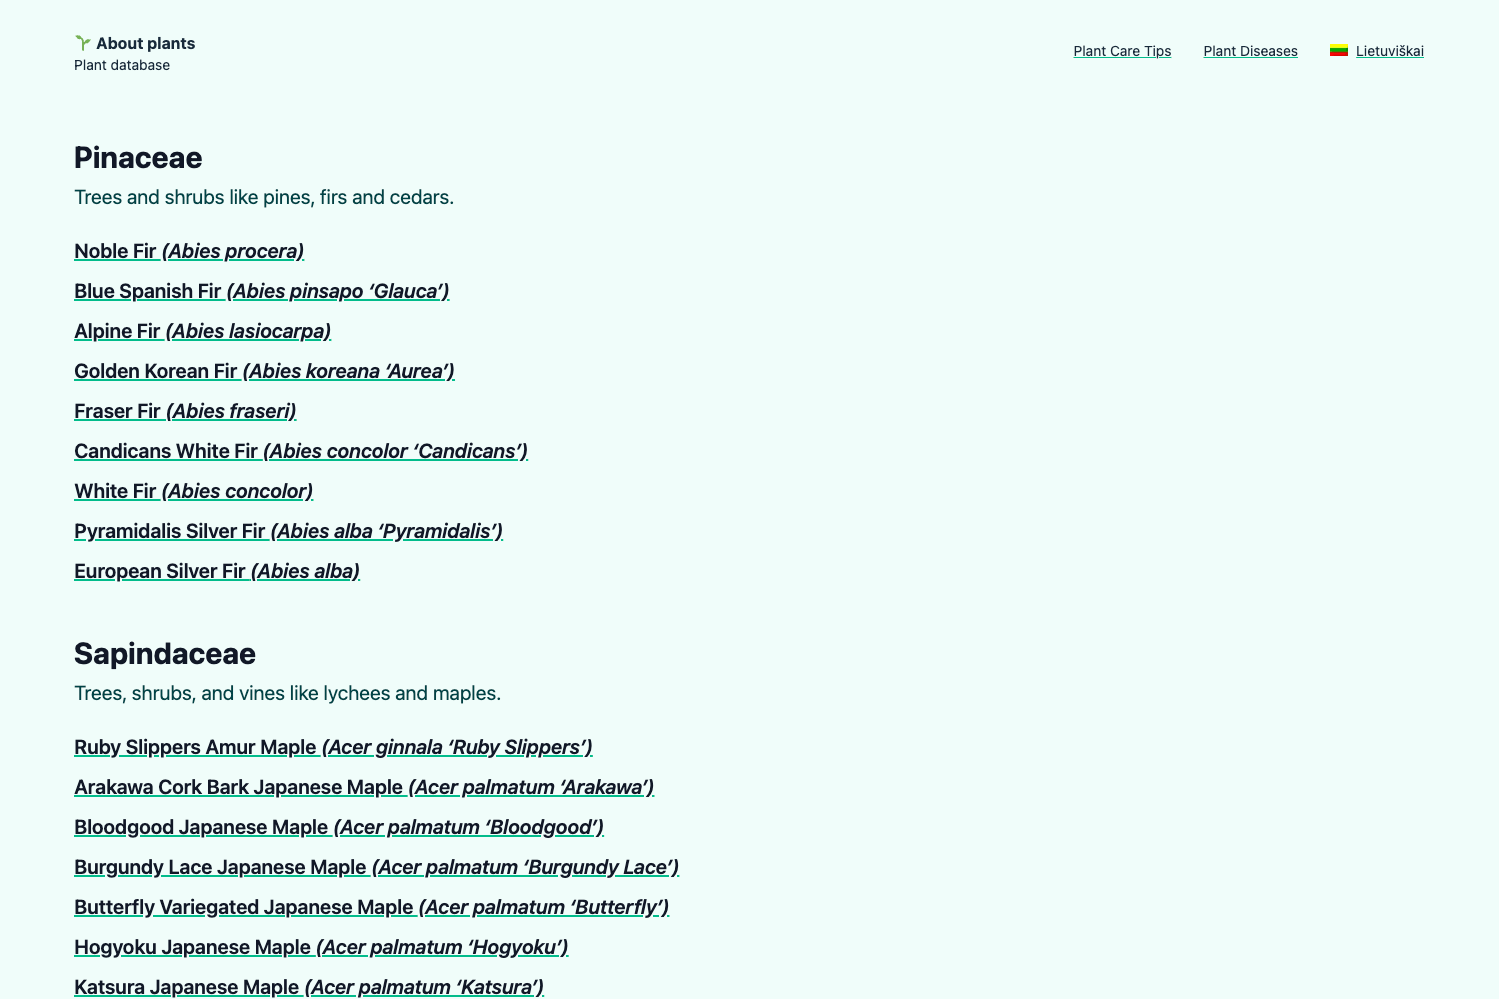 About plants
Plant database
Plant Care Tips
Plant Diseases
Lietuviškai
Pinaceae
Trees and shrubs like pines, firs and cedars.
Noble Fir (Abies procera)
Blue Spanish Fir (Abies pinsapo ‘Glauca’)
Alpine Fir (Abies lasiocarpa)
Golden Korean Fir (Abies koreana ‘Aurea’)
Fraser Fir (Abies fraseri)
Candicans White Fir (Abies concolor ‘Candicans’)
White Fir (Abies concolor)
Pyramidalis Silver Fir (Abies alba ‘Pyramidalis’)
European Silver Fir (Abies alba)
Sapindaceae
Trees, shrubs, and vines like lychees and maples.
Ruby Slippers Amur Maple (Acer ginnala ‘Ruby Slippers’)
Arakawa Cork Bark Japanese Maple (Acer palmatum ‘Arakawa’)
Bloodgood Japanese Maple (Acer palmatum ‘Bloodgood’)
Burgundy Lace Japanese Maple (Acer palmatum ‘Burgundy Lace’)
Butterfly Variegated Japanese Maple (Acer palmatum ‘Butterfly’)
Hogyoku Japanese Maple (Acer palmatum ‘Hogyoku’)
Katsura Japanese Maple (Acer palmatum ‘Katsura’)